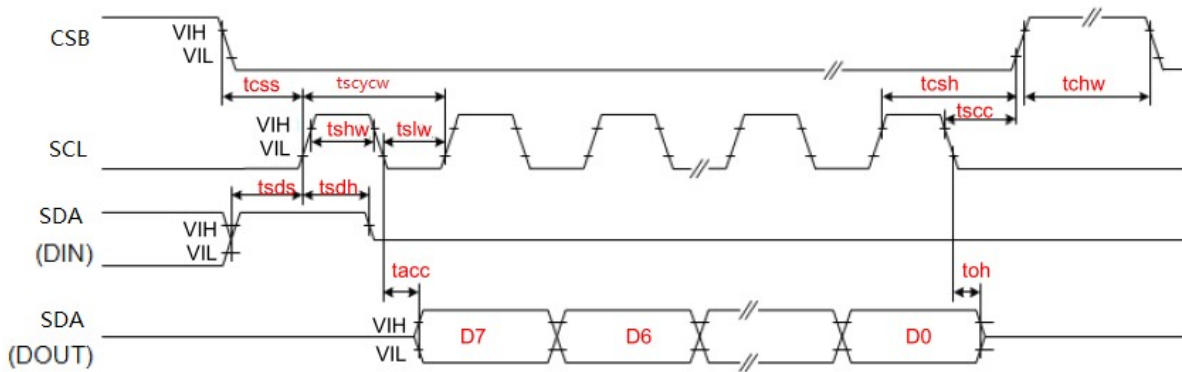 CSB
VIH
VIL
tcss
tscycw
tcsh
tchw
tscc
SCL
VIH
VIL
tshw
tslw
tsds
tsdh
SDA
(DIN)
VIH
VIL
tacc
toh
SDA
(DOUT)
VIH
VIL
D7
D6
D0